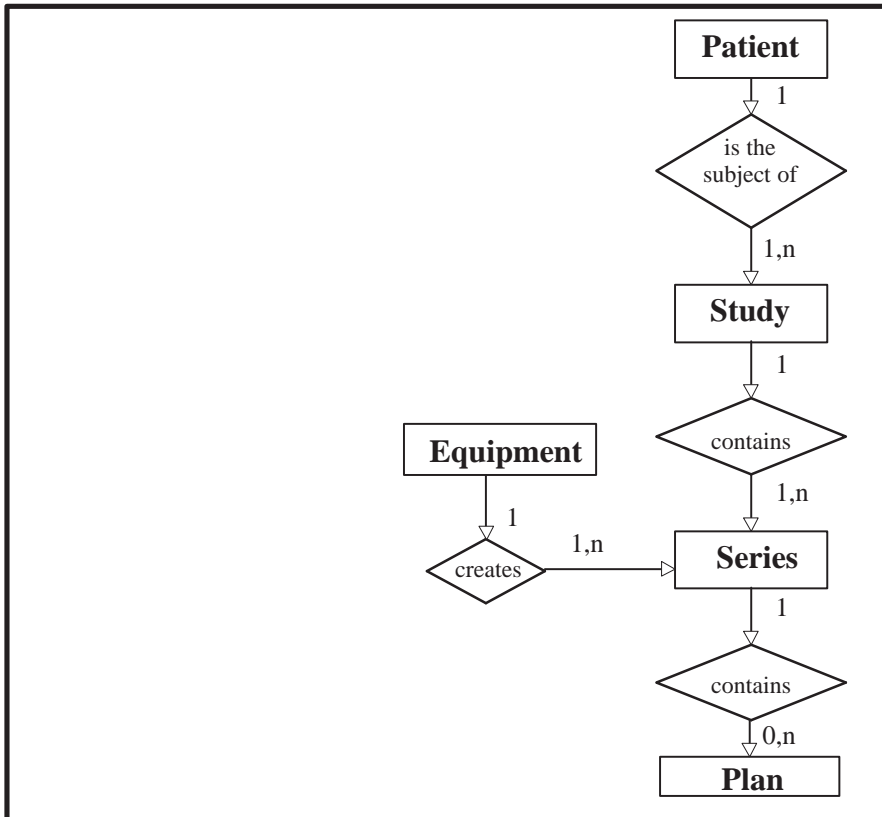 Patient
1
is the
subject of
1,n
Study
1
contains
Equipment
1,n
1
1,n
creates
Series
1
contains
0,n
Plan